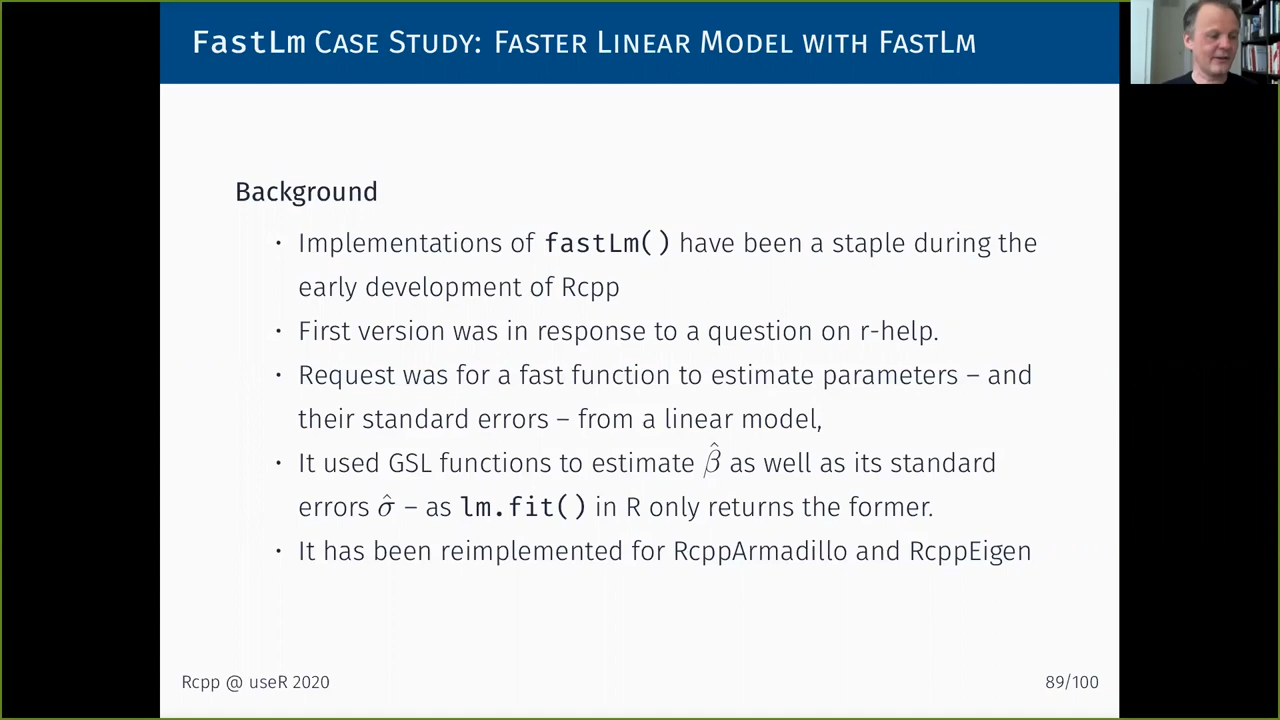 FastLm Case Study: Faster Linear Model with FastLm
Background
· Implementations of fastLm() have been a staple during the
early development of Rcpp
· First version was in response to a question on r-help.
· Request was for a fast function to estimate parameters – and
their standard errors – from a linear model,
· It used GSL functions to estimate β̂ as well as its standard
errors σ̂ – as lm.fit() in R only returns the former.
· It has been reimplemented for RcppArmadillo and RcppEigen
Rcpp @ useR 2020
89/100